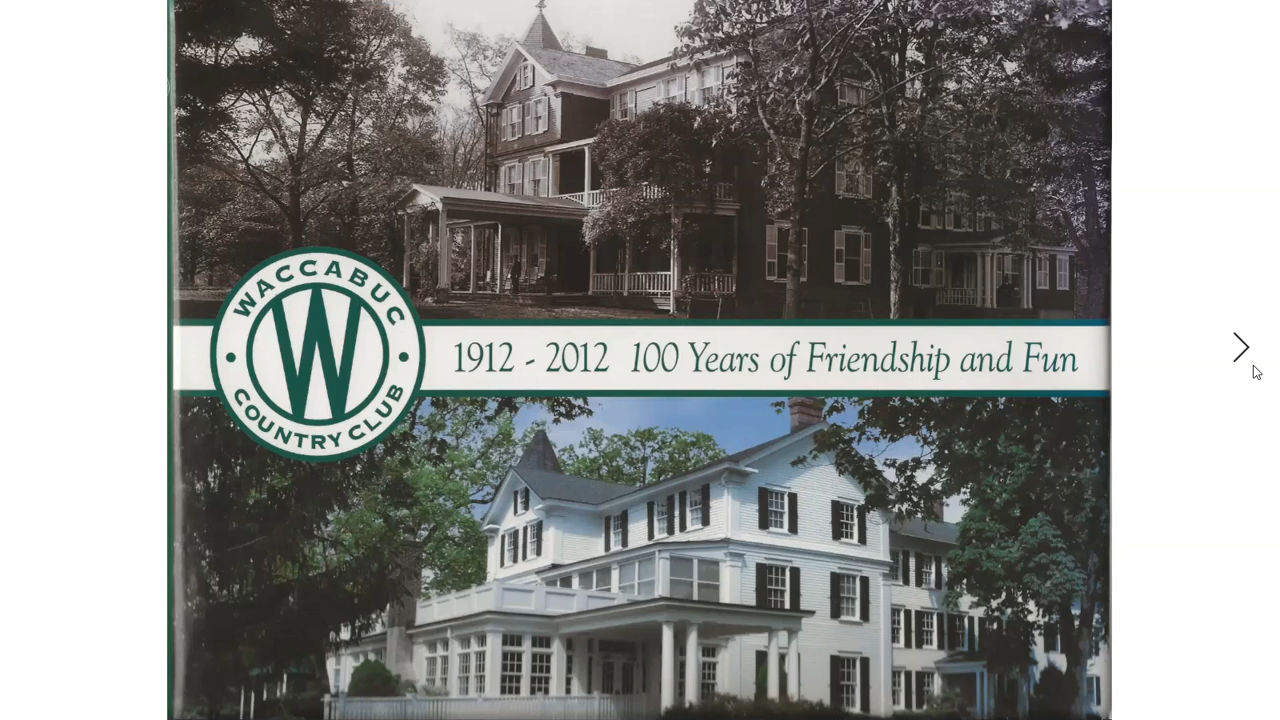 WACCABUC
W
COUNTRY CLUB
1912 - 2012 100 Years of Friendship and Fun